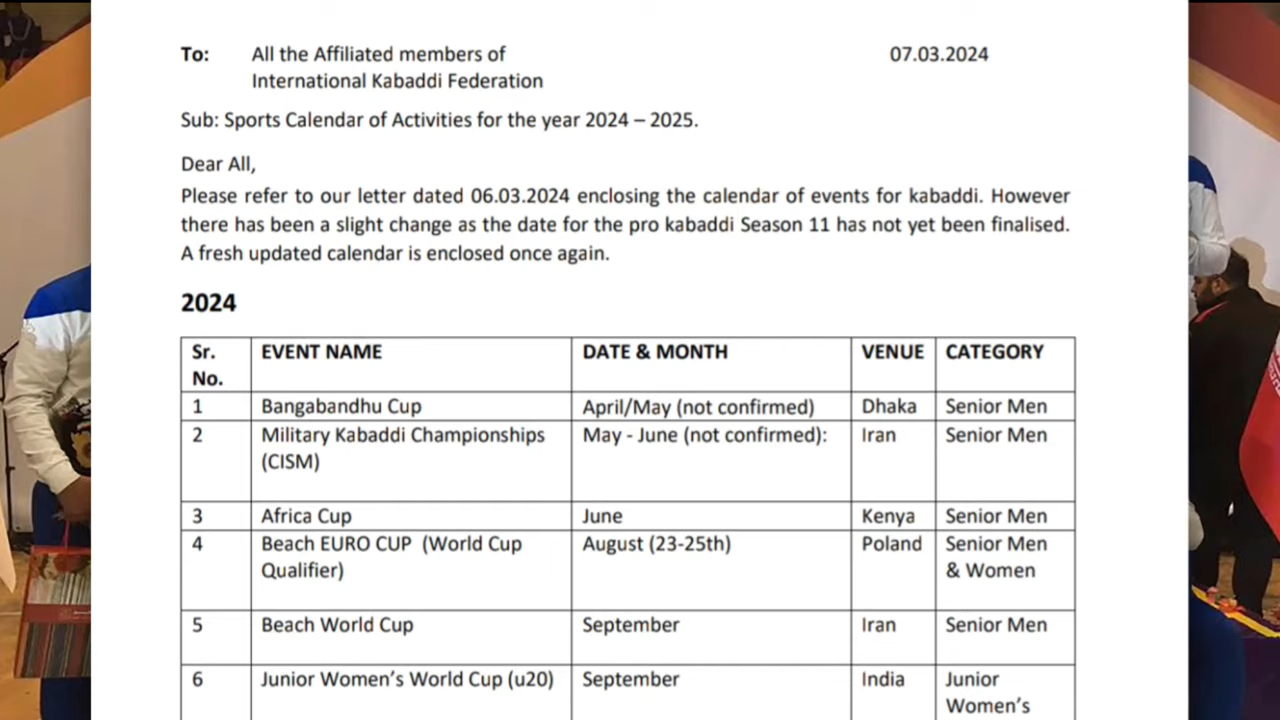 To: All the Affiliated members of 07.03.2024
International Kabaddi Federation
Sub: Sports Calendar of Activities for the year 2024 – 2025.
Dear All,
Please refer to our letter dated 06.03.2024 enclosing the calendar of events for kabaddi. However
there has been a slight change as the date for the pro kabaddi Season 11 has not yet been finalised.
A fresh updated calendar is enclosed once again.
2024
Sr. EVENT NAME DATE & MONTH VENUE CATEGORY
No.
1 Bangabandhu Cup April/May (not confirmed) Dhaka Senior Men
2 Military Kabaddi Championships May - June (not confirmed): Iran Senior Men
(CISM)
3 Africa Cup June Kenya Senior Men
4 Beach EURO CUP (World Cup August (23-25th) Poland Senior Men
Qualifier) & Women
5 Beach World Cup September Iran Senior Men
6 Junior Women's World Cup (u20) September India Junior
Women's